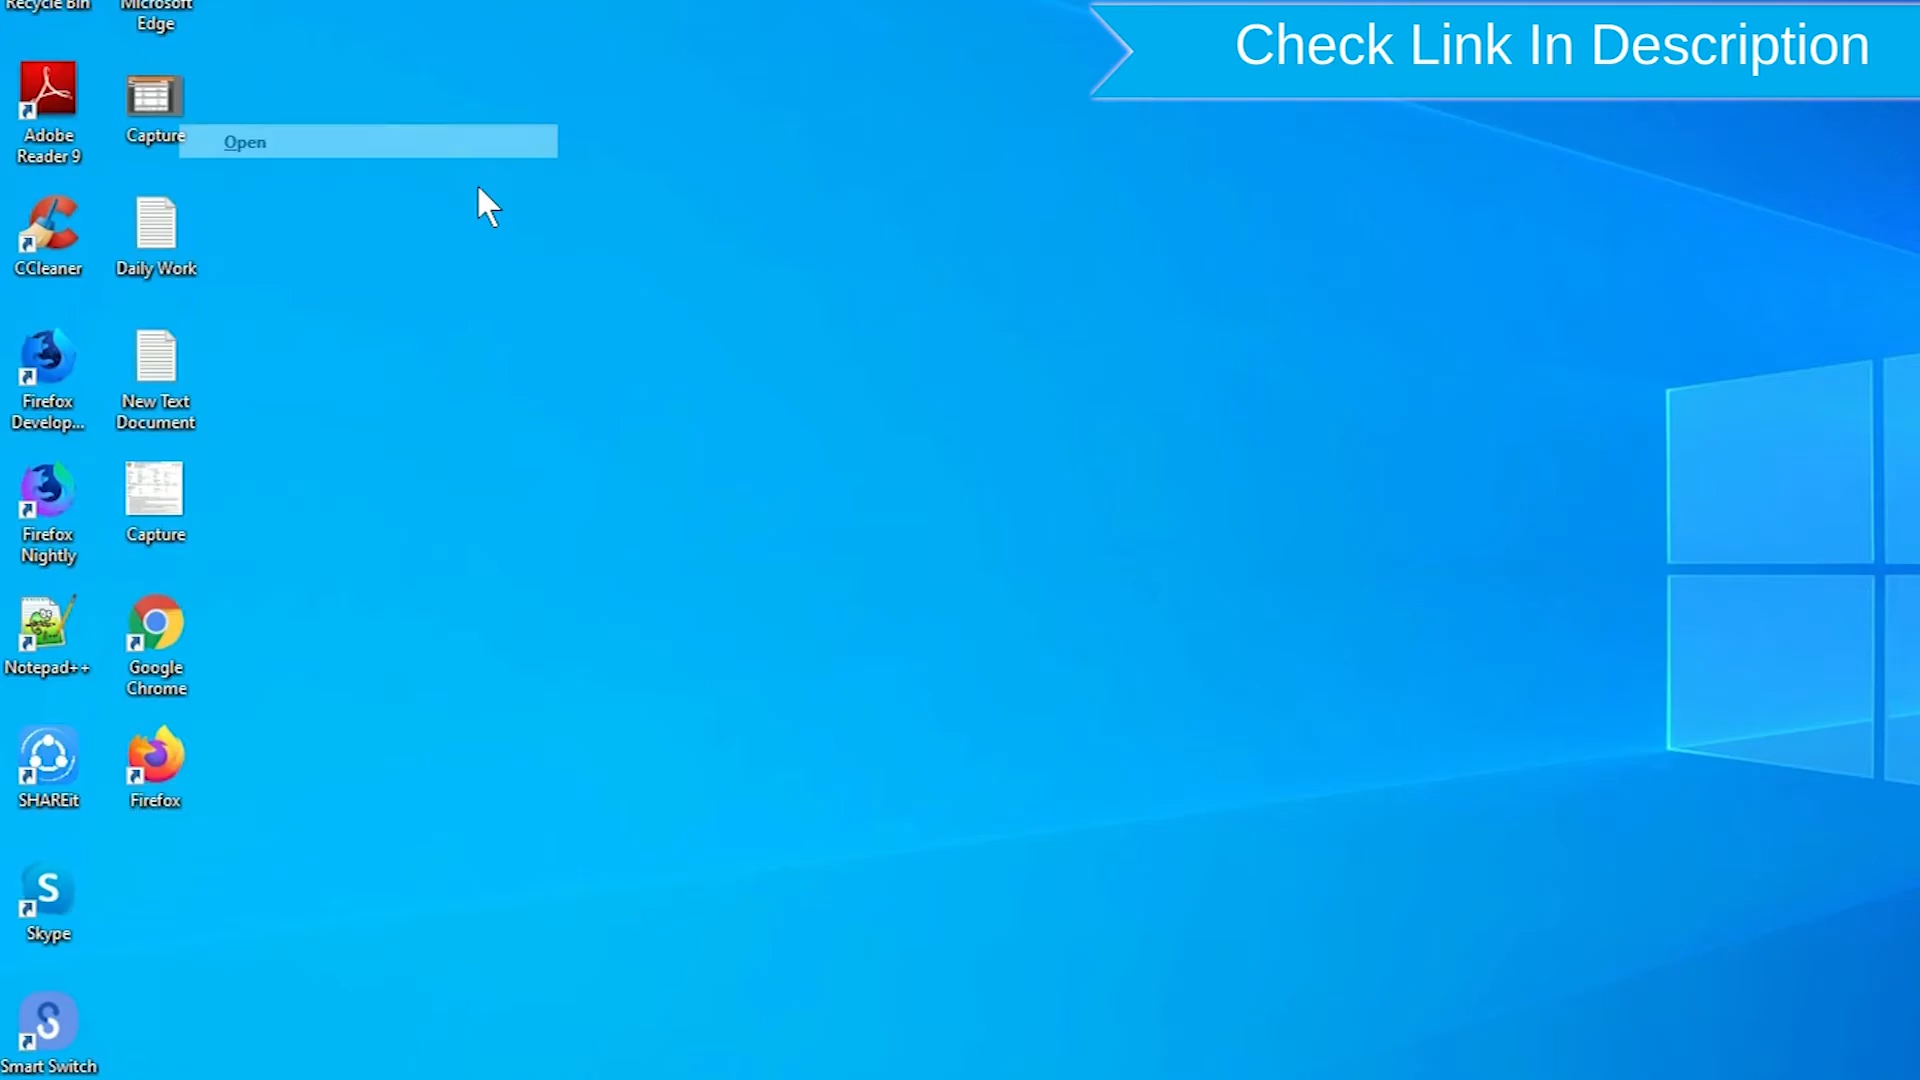 Recycle Bin
Microsoft
Edge
Check Link In Description
Adobe
Reader 9
Capture
Open
CCleaner
Daily Work
Firefox
Develop...
New Text
Document
Firefox
Nightly
Capture
Notepad++
Google
Chrome
SHAREit
Firefox
Skype
Smart Switch